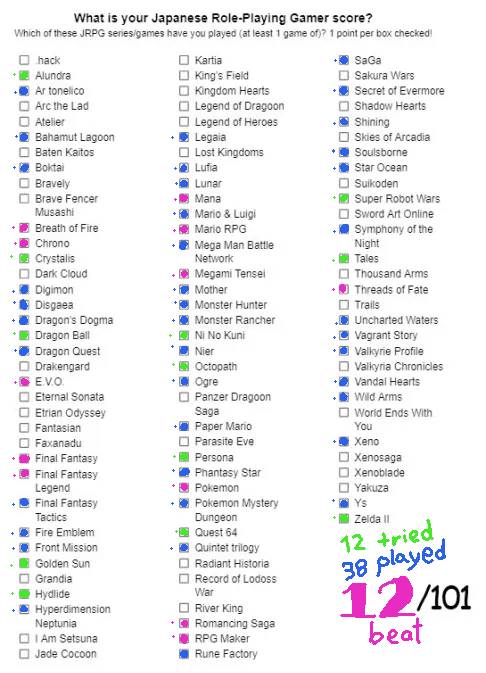 What is your Japanese Role-Playing Gamer score?
Which of these JRPG series/games have you played (at least 1 game of)? 1 point per box checked!
.hack
Alundra
Ar tonelico
Arc the Lad
Atelier
Bahamut Lagoon
Baten Kaitos
Boktai
Bravely
Brave Fencer
Musashi
Breath of Fire
Chrono
Crystalis
Dark Cloud
Digimon
Disgaea
Dragon's Dogma
Dragon Ball
Dragon Quest
Drakengard
E.V.O.
Eternal Sonata
Etrian Odyssey
Fantasian
Faxanadu
Final Fantasy
Final Fantasy
Legend
Final Fantasy
Tactics
Fire Emblem
Front Mission
Golden Sun
Grandia
Hydlide
Hyperdimension
Neptunia
I Am Setsuna
Jade Cocoon
Kartia
King's Field
Kingdom Hearts
Legend of Dragoon
Legend of Heroes
Legaia
Lost Kingdoms
Lufia
Lunar
Mana
Mario & Luigi
Mario RPG
Mega Man Battle
Network
Megami Tensei
Mother
Monster Hunter
Monster Rancher
Ni No Kuni
Nier
Octopath
Ogre
Panzer Dragoon
Saga
Paper Mario
Parasite Eve
Persona
Phantasy Star
Pokemon
Pokemon Mystery
Dungeon
Quest 64
Quintet trilogy
Radiant Historia
Record of Lodoss
War
River King
Romancing Saga
RPG Maker
Rune Factory
SaGa
Sakura Wars
Secret of Evermore
Shadow Hearts
Shining
Skies of Arcadia
Soulsborne
Star Ocean
Suikoden
Super Robot Wars
Sword Art Online
Symphony of the
Night
Tales
Thousand Arms
Threads of Fate
Trails
Uncharted Waters
Vagrant Story
Valkyrie Profile
Valkyria Chronicles
Vandal Hearts
Wild Arms
World Ends With
You
Xeno
Xenosaga
Xenoblade
Yakuza
Ys
Zelda II
12 tried
38 played
12/101
beat